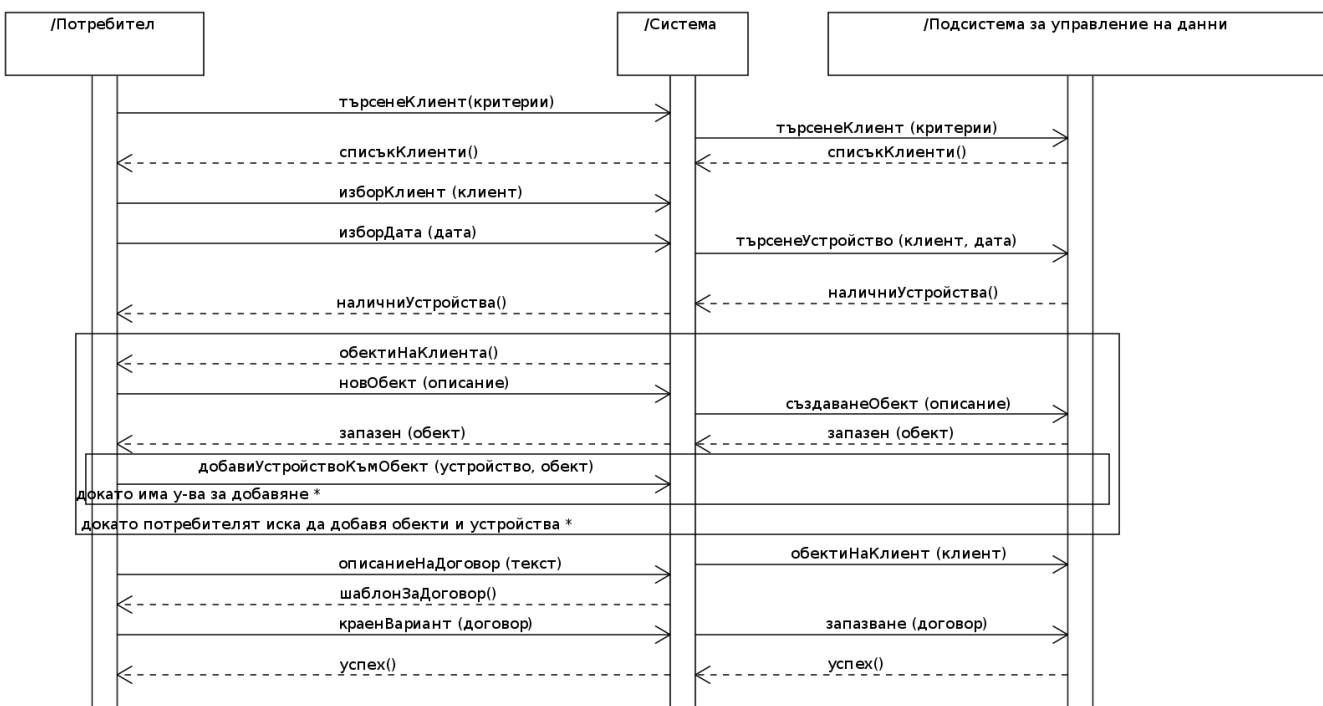 /Потребител
/Система
/Подсистема за управление на данни
търсенеКлиент(критерии)
търсенеКлиент (критерии)
списъкКлиенти()
списъкКлиенти()
изборКлиент (клиент)
изборДата (дата)
търсенеУстройство (клиент, дата)
наличниУстройства()
наличниУстройства()
обектиНаКлиента()
новОбект (описание)
създаванеОбект (описание)
запазен (обект)
запазен (обект)
добавиУстройствоКъмОбект (устройство, обект)
докато има у-ва за добавяне *
докато потребителят иска да добавя обекти и устройства *
обектиНаКлиент (клиент)
описаниеНаДоговор (текст)
шаблонЗаДоговор()
краенВариант (договор)
запазване (договор)
успех()
успех()